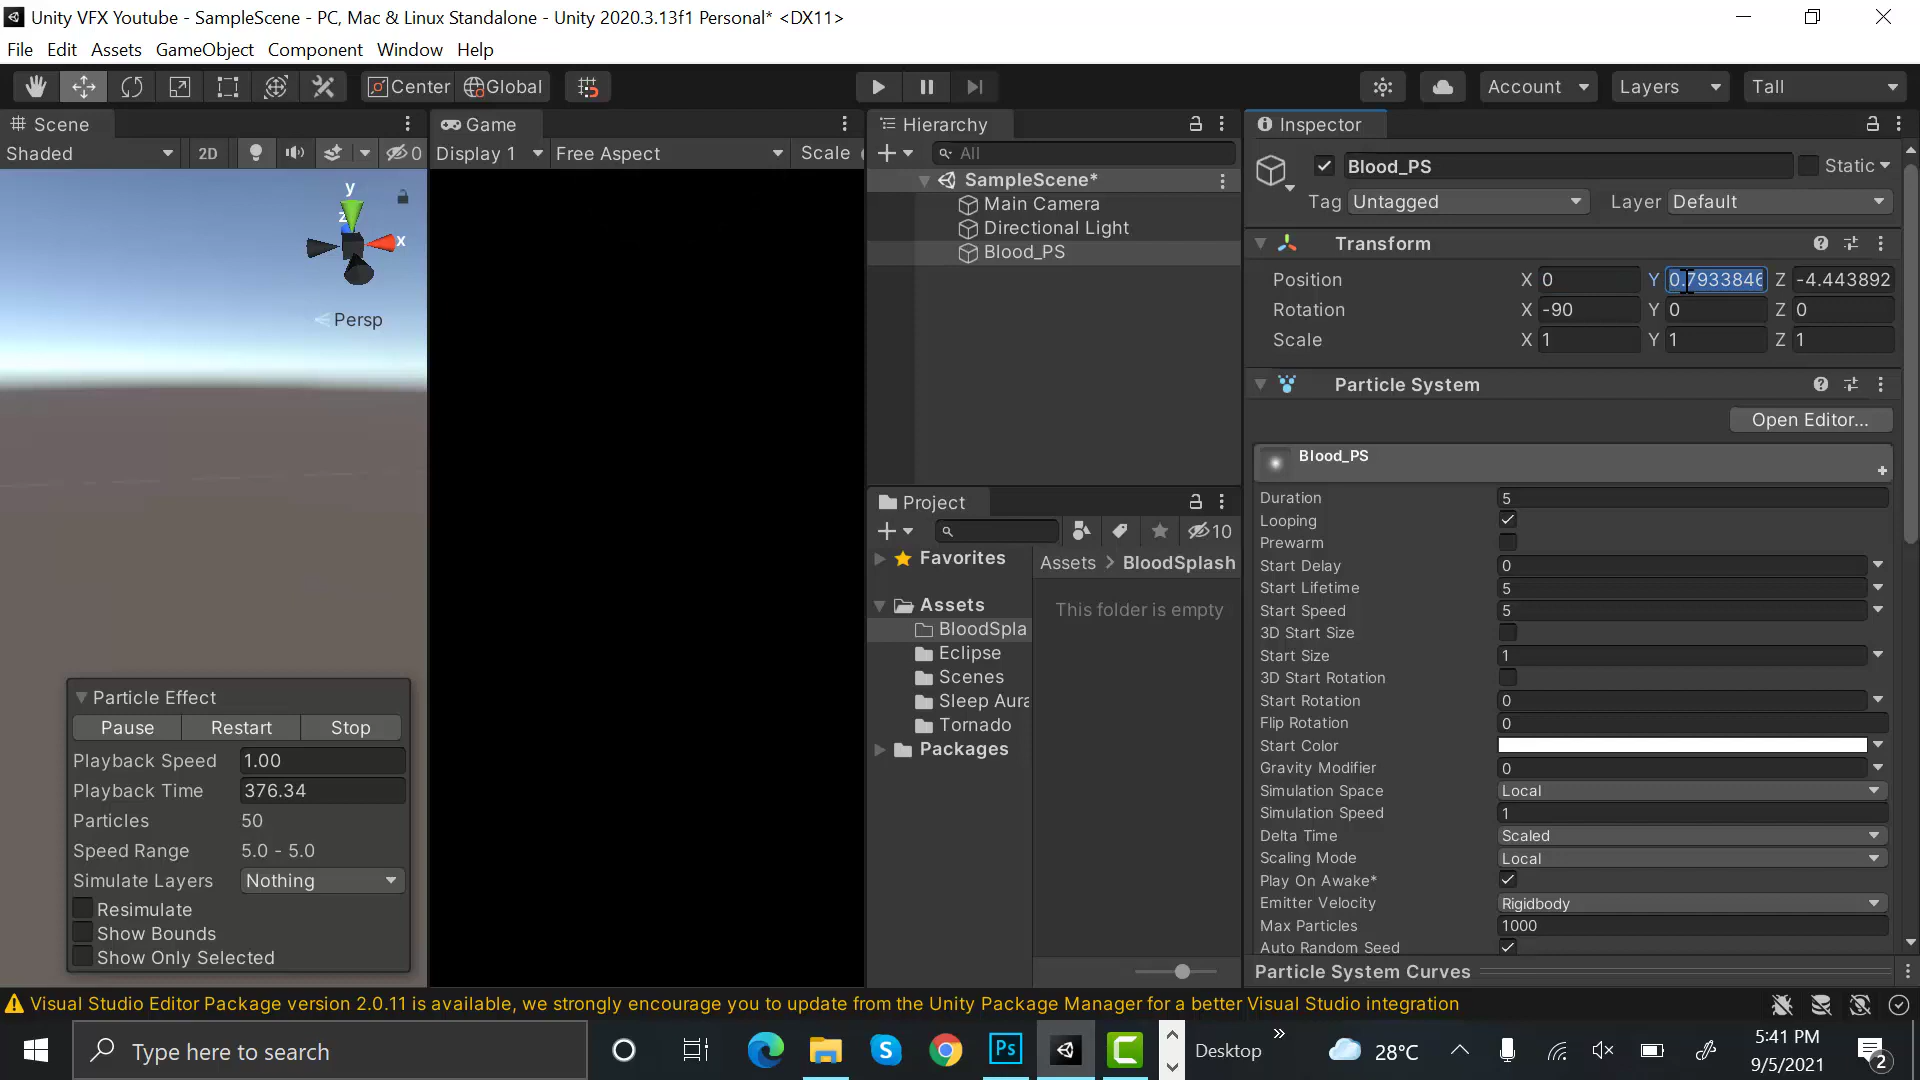 Unity VFX Youtube - SampleScene - PC, Mac & Linux Standalone - Unity 2020.3.13f1 Personal* <DX11>
File Edit Assets GameObject Component Window Help
Center Global Account Layers Tall
Scene Game Hierarchy Inspector
Shaded 2D 0 Display 1 Free Aspect Scale All
Blood_PS Static
SampleScene*
Tag Untagged Layer Default
Main Camera
Directional Light
Blood_PS
y
z
x
Persp
Transform
Position X 0 Y 0.7933846 Z -4.443892
Rotation X -90 Y 0 Z 0
Scale X 1 Y 1 Z 1
Particle System
Open Editor...
Blood_PS
Duration 5
Looping
Prewarm
Start Delay 0
Start Lifetime 5
Start Speed 5
3D Start Size
Start Size 1
3D Start Rotation
Start Rotation 0
Flip Rotation 0
Start Color
Gravity Modifier 0
Simulation Space Local
Simulation Speed 1
Delta Time Scaled
Scaling Mode Local
Play On Awake*
Emitter Velocity Rigidbody
Max Particles 1000
Auto Random Seed
Particle System Curves
Project
10
Favorites
Assets > BloodSplash
This folder is empty
Assets
BloodSpla
Eclipse
Scenes
Sleep Aura
Tornado
Packages
Particle Effect
Pause Restart Stop
Playback Speed 1.00
Playback Time 376.34
Particles 50
Speed Range 5.0 - 5.0
Simulate Layers Nothing
Resimulate
Show Bounds
Show Only Selected
Visual Studio Editor Package version 2.0.11 is available, we strongly encourage you to update from the Unity Package Manager for a better Visual Studio integration
Type here to search Ps Desktop » 28°C 5:41 PM
9/5/2021
2